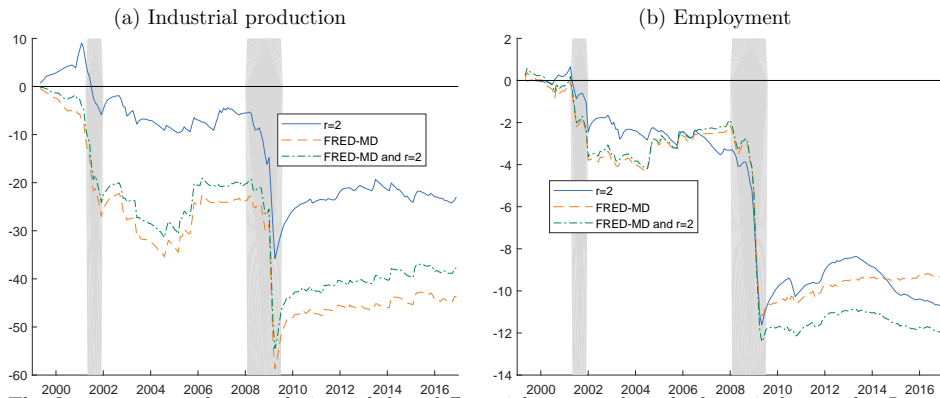 (a) Industrial production
10
0
-10
-20
-30
-40
-50
-60
2000 2002 2004 2006 2008 2010 2012 2014 2016
r=2
FRED-MD
FRED-MD and r=2
(b) Employment
2
0
-2
-4
-6
-8
-10
-12
-14
2000 2002 2004 2006 2008 2010 2012 2014 2016
r=2
FRED-MD
FRED-MD and r=2